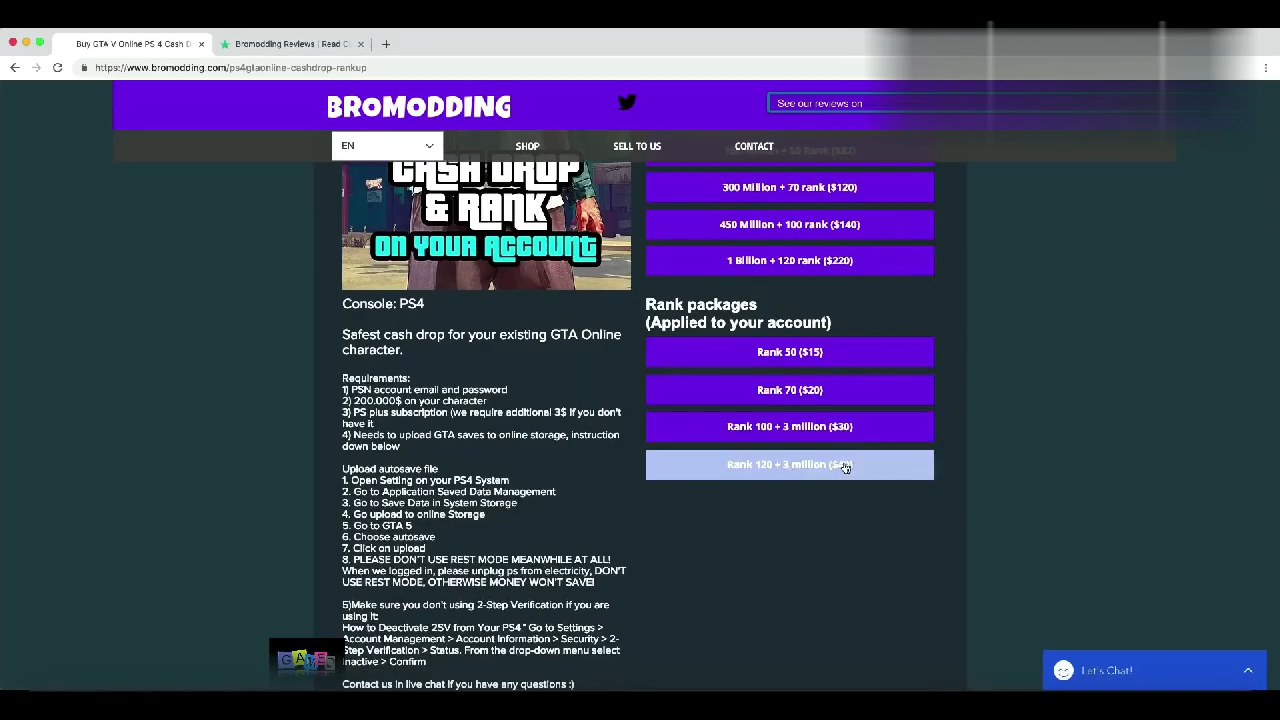 Buy GTA V Online PS 4 Cash D
Bromodding Reviews | Read C
https://www.bromodding.com/ps4gtaonline-cashdrop-rankup
BROMODDING
See our reviews on
EN
SHOP
SELL TO US
CONTACT
CASH DROP
& RANK
ON YOUR ACCOUNT
Console: PS4
Safest cash drop for your existing GTA Online
character.
Requirements:
1) PSN account email and password
2) 200.000$ on your character
3) PS plus subscription (we require additional 3$ if you don't
have it
4) Needs to upload GTA saves to online storage, instruction
down below
Upload autosave file
1. Open Setting on your PS4 System
2. Go to Application Saved Data Management
3. Go to Save Data in System Storage
4. Go upload to online Storage
5. Go to GTA 5
6. Choose autosave
7. Click on upload
8. PLEASE DON'T USE REST MODE MEANWHILE AT ALL!
When we logged in, please unplug ps from electricity, DON'T
USE REST MODE, OTHERWISE MONEY WON'T SAVE!
5)Make sure you don't using 2-Step Verification if you are
using it:
How to Deactivate 2SV from Your PS4" Go to Settings >
Account Management > Account Information > Security > 2-
Step Verification > Status. From the drop-down menu select
Inactive > Confirm
Contact us in live chat if you have any questions :)
+ 50 Rank ($82)
300 Million + 70 rank ($120)
450 Million + 100 rank ($140)
1 Billion + 120 rank ($220)
Rank packages
(Applied to your account)
Rank 50 ($15)
Rank 70 ($20)
Rank 100 + 3 million ($30)
Rank 120 + 3 million
GATED
Let's Chat!